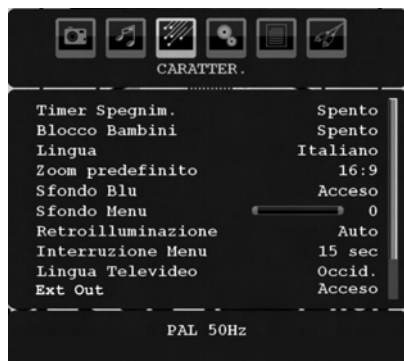 CARATTER.
Timer Spegnim. Spento
Blocco Bambini Spento
Lingua Italiano
Zoom predefinito 16:9
Sfondo Blu Acceso
Sfondo Menu 0
Retroilluminazione Auto
Interruzione Menu 15 sec
Lingua Televideo Occid.
Ext Out Acceso
PAL 50Hz